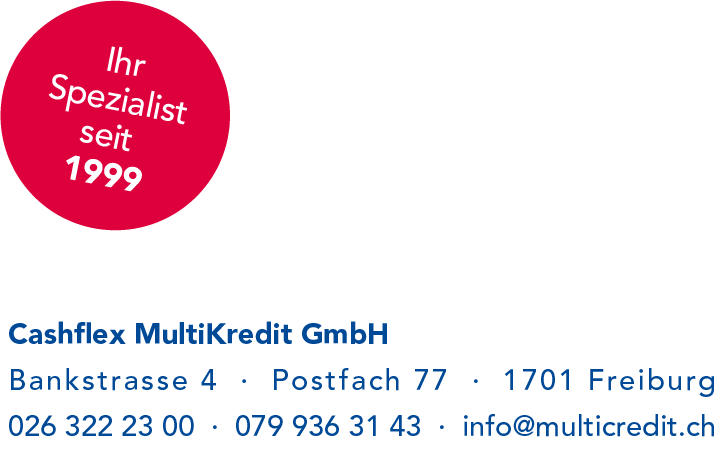 Ihr
Spezialist
seit
1999
Cashflex MultiKredit GmbH
Bankstrasse 4 · Postfach 77 · 1701 Freiburg
026 322 23 00 · 079 936 31 43 · info@multicredit.ch